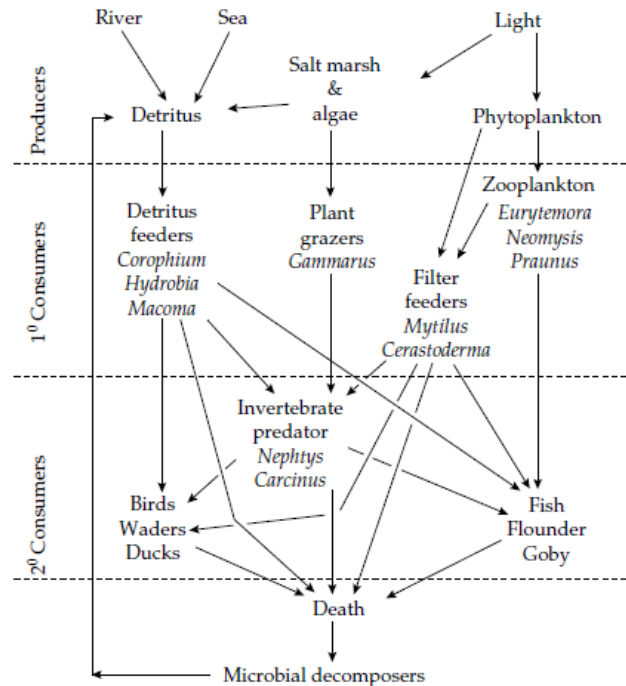 River
Sea
Light
Salt marsh
&
algae
Detritus
Phytoplankton
Producers
Zooplankton
Eurytemora
Neomysis
Praunus
Detritus
feeders
Corophium
Hydrobia
Macoma
Plant
grazers
Gammarus
Filter
feeders
Mytilus
Cerastoderma
1⁰ Consumers
Invertebrate
predator
Nephtys
Carcinus
Birds
Waders
Ducks
Fish
Flounder
Goby
2⁰ Consumers
Death
Microbial decomposers